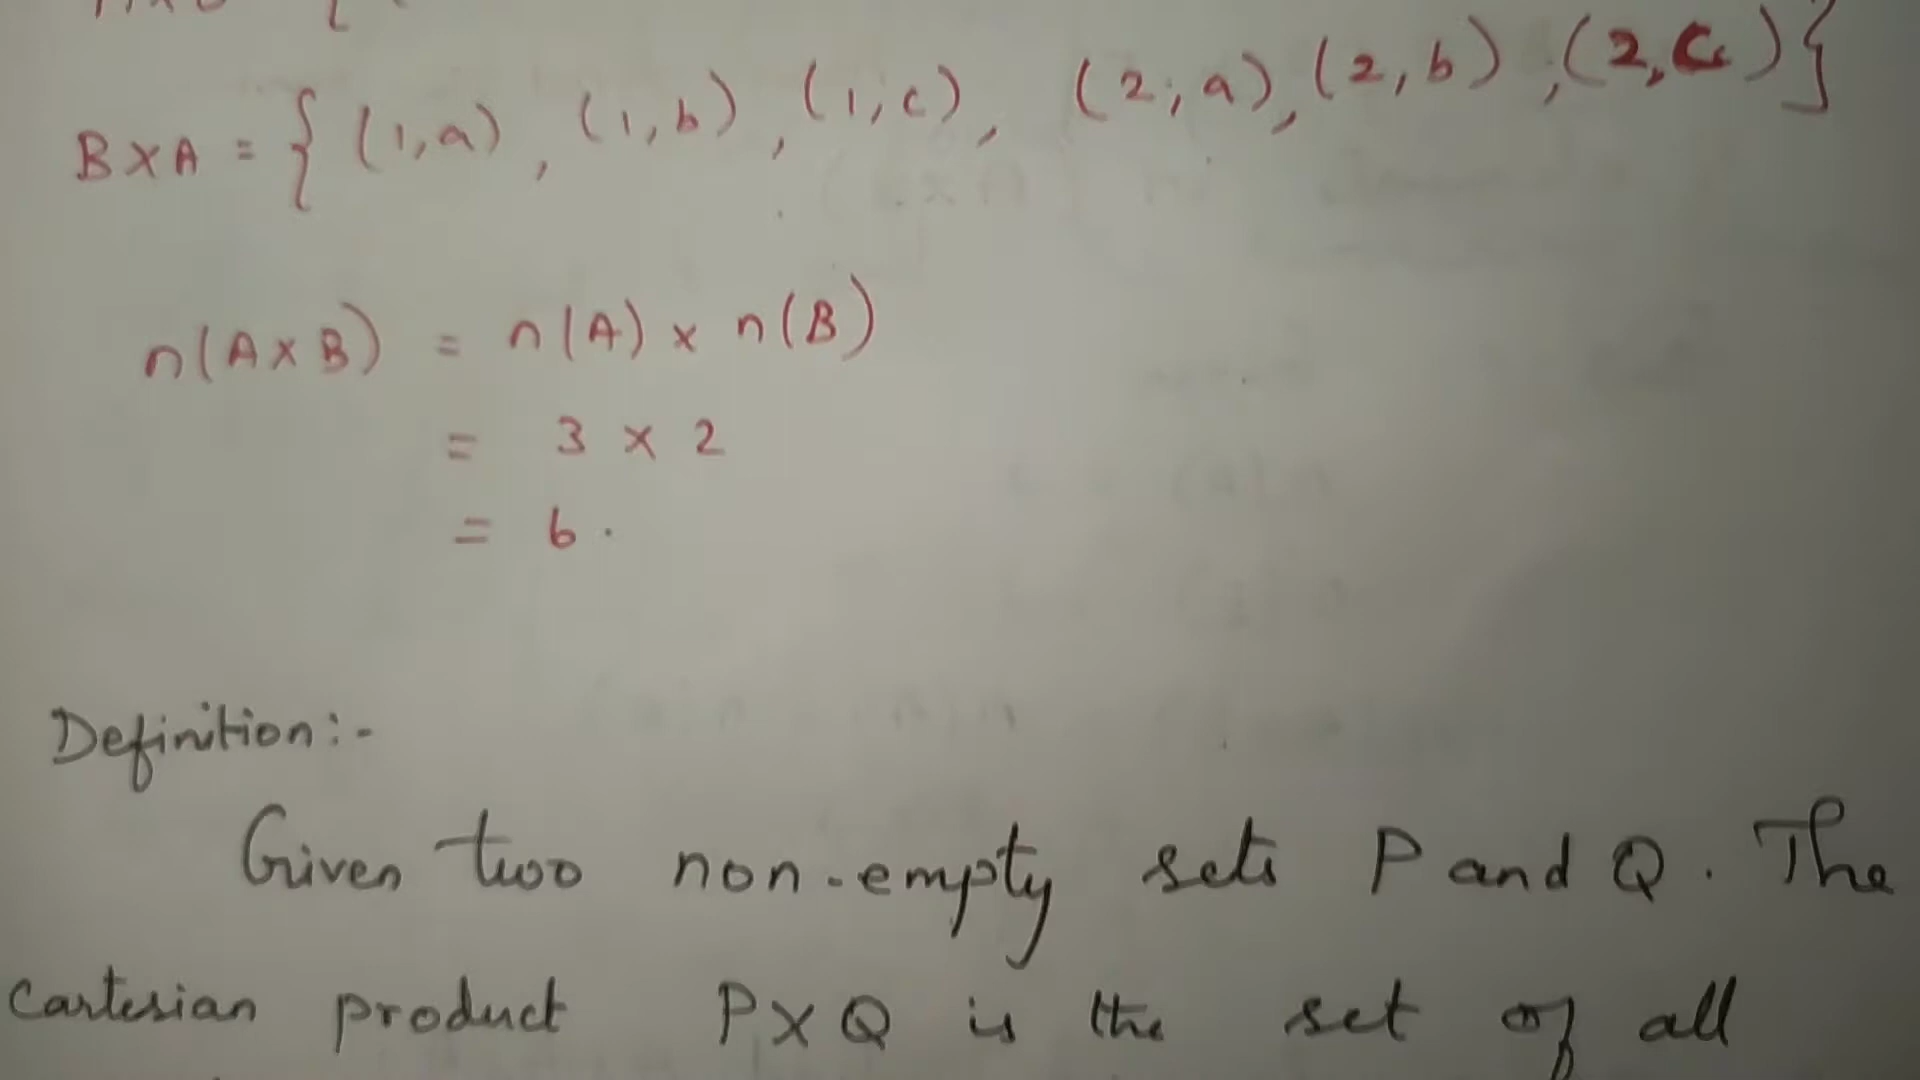 B X A = { (1,a) , (1,b) , (1,c) , (2,a) , (2,b) , (2,c) }
n(A X B) = n(A) x n(B)
= 3 x 2
= 6 .
Definition:-
Given two non-empty sets P and Q . The
Cartesian product P X Q is the set of all